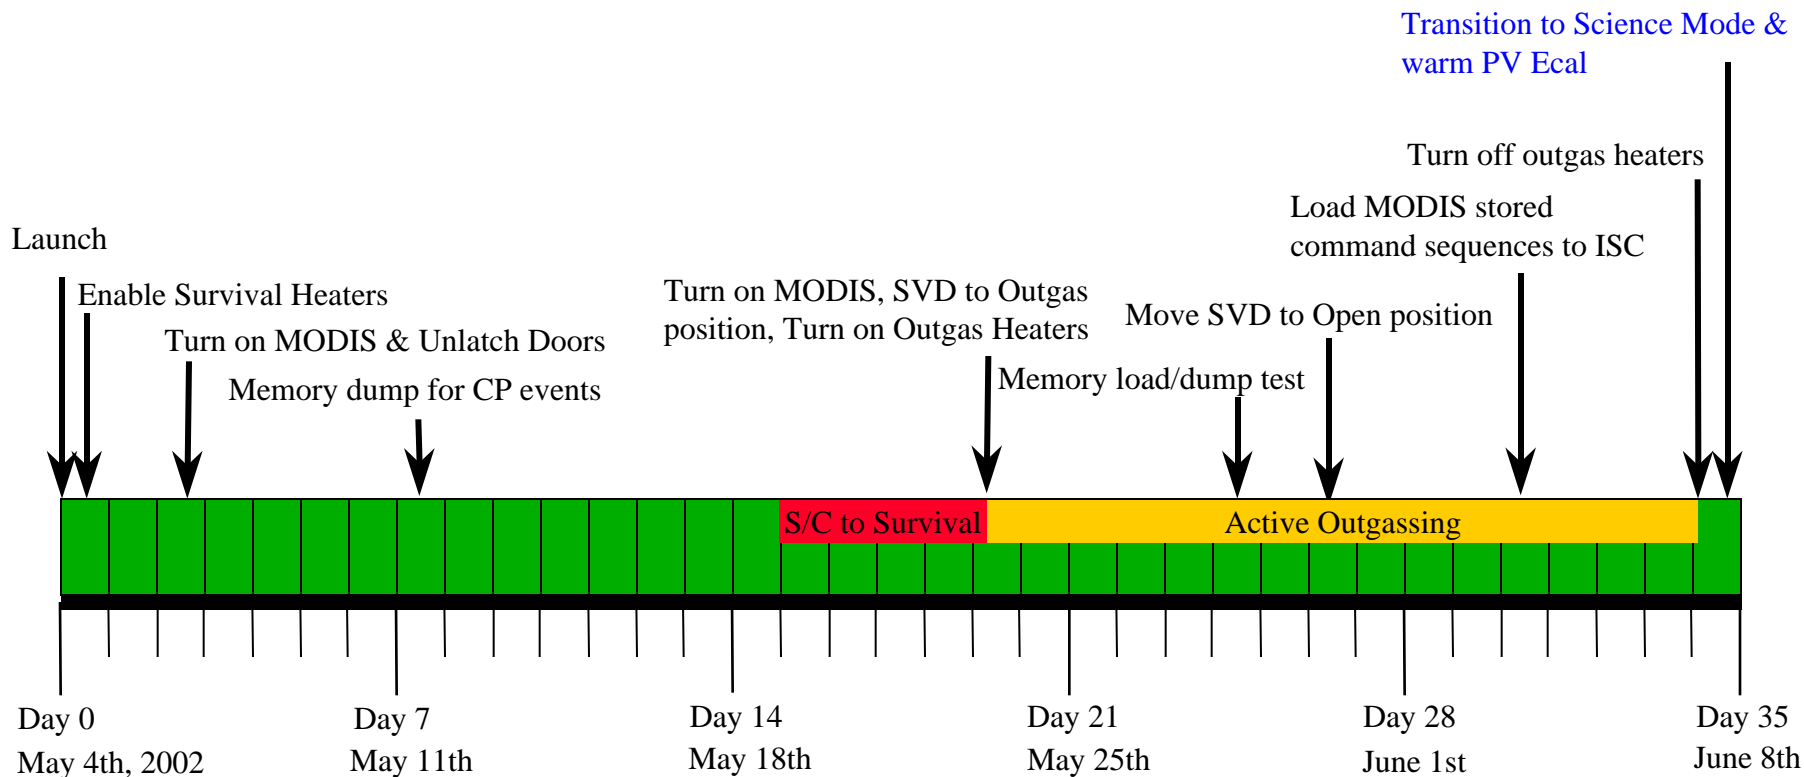 Transition to Science Mode &
warm PV Ecal
Turn off outgas heaters
Load MODIS stored
command sequences to ISC
Launch
Enable Survival Heaters
Turn on MODIS, SVD to Outgas
position, Turn on Outgas Heaters
Move SVD to Open position
Turn on MODIS & Unlatch Doors
Memory dump for CP events
Memory load/dump test
S/C to Survival
Active Outgassing
Day 0
May 4th, 2002
Day 7
May 11th
Day 14
May 18th
Day 21
May 25th
Day 28
June 1st
Day 35
June 8th